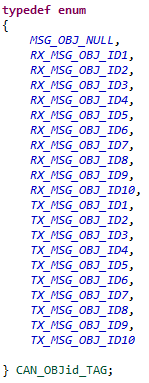 typedef enum
{
MSG_OBJ_NULL,
RX_MSG_OBJ_ID1,
RX_MSG_OBJ_ID2,
RX_MSG_OBJ_ID3,
RX_MSG_OBJ_ID4,
RX_MSG_OBJ_ID5,
RX_MSG_OBJ_ID6,
RX_MSG_OBJ_ID7,
RX_MSG_OBJ_ID8,
RX_MSG_OBJ_ID9,
RX_MSG_OBJ_ID10,
TX_MSG_OBJ_ID1,
TX_MSG_OBJ_ID2,
TX_MSG_OBJ_ID3,
TX_MSG_OBJ_ID4,
TX_MSG_OBJ_ID5,
TX_MSG_OBJ_ID6,
TX_MSG_OBJ_ID7,
TX_MSG_OBJ_ID8,
TX_MSG_OBJ_ID9,
TX_MSG_OBJ_ID10
} CAN_OBJid_TAG;